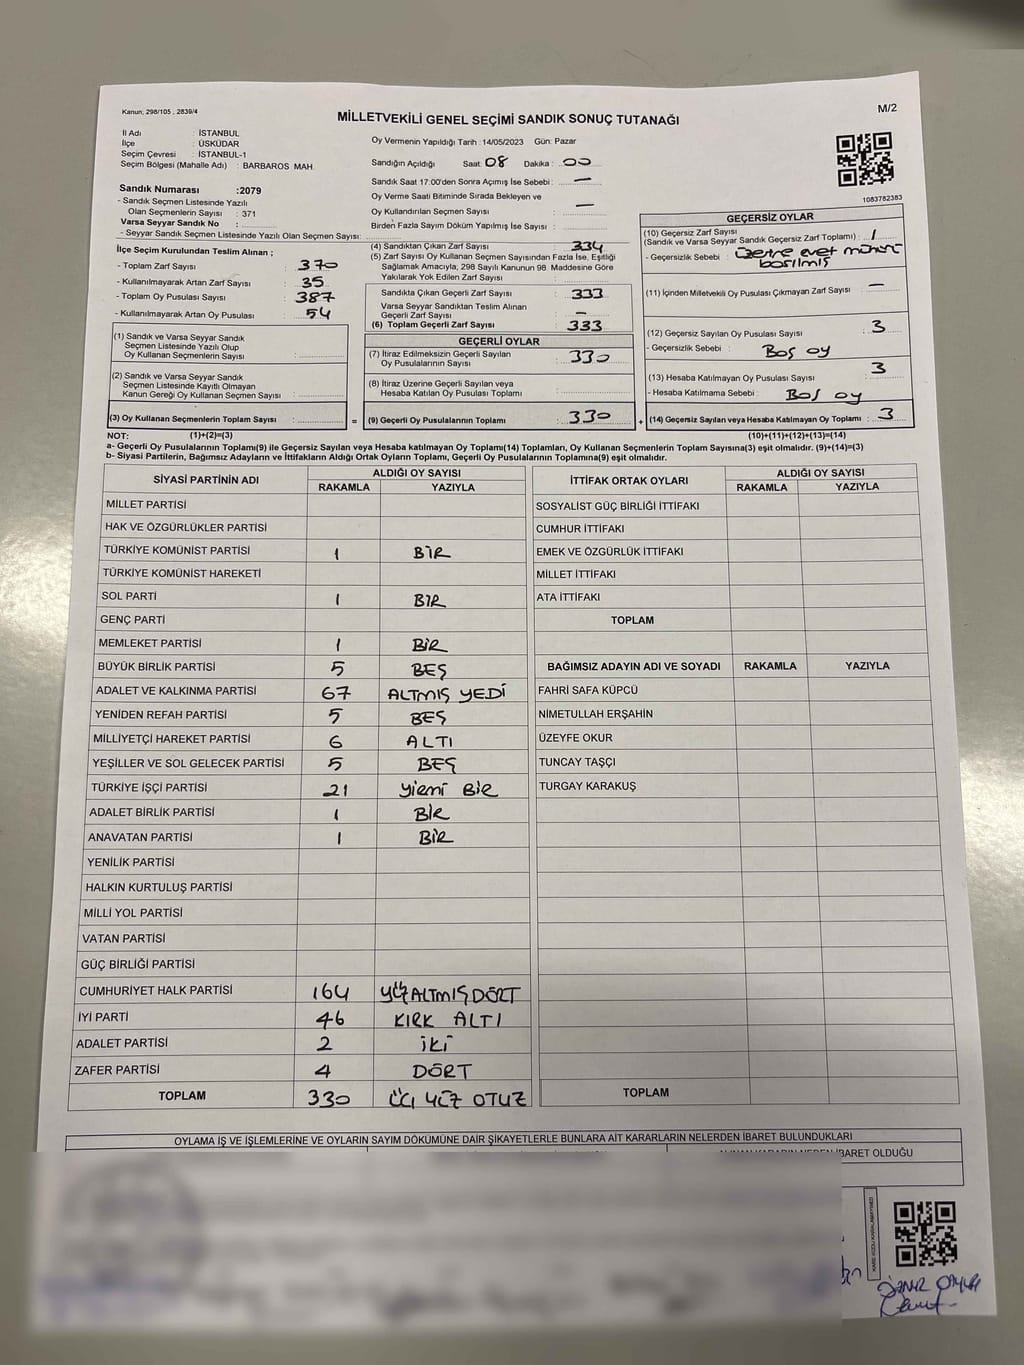 Kanun; 298/105 , 2839/4
M/2
MİLLETVEKİLİ GENEL SEÇİMİ SANDIK SONUÇ TUTANAĞI
İl Adı : İSTANBUL
İlçe : ÜSKÜDAR
Seçim Çevresi : İSTANBUL-1
Seçim Bölgesi (Mahalle Adı) : BARBAROS MAH.
Sandık Numarası :2079
- Sandık Seçmen Listesinde Yazılı
Olan Seçmenlerin Sayısı : 371
Varsa Seyyar Sandık No :
- Seyyar Sandık Seçmen Listesinde Yazılı Olan Seçmen Sayısı:
İlçe Seçim Kurulundan Teslim Alınan ;
- Toplam Zarf Sayısı : 370
- Kullanılmayarak Artan Zarf Sayısı : 35
- Toplam Oy Pusulası Sayısı : 387
- Kullanılmayarak Artan Oy Pusulası : 54
(1) Sandık ve Varsa Seyyar Sandık
Seçmen Listesinde Yazılı Olup
Oy Kullanan Seçmenlerin Sayısı :
(2) Sandık ve Varsa Seyyar Sandık
Seçmen Listesinde Kayıtlı Olmayan
Kanun Gereği Oy Kullanan Seçmen Sayısı :
(3) Oy Kullanan Seçmenlerin Toplam Sayısı :
Oy Vermenin Yapıldığı Tarih : 14/05/2023 Gün: Pazar
Sandığın Açıldığı Saat: 08 Dakika : 00
Sandık Saat 17:00'den Sonra Açımış İse Sebebi : —
Oy Verme Saati Bitiminde Sırada Bekleyen ve
Oy Kullandırılan Seçmen Sayısı : —
Birden Fazla Sayım Döküm Yapılmış İse Sayısı :
(4) Sandıktan Çıkan Zarf Sayısı : 334
(5) Zarf Sayısı Oy Kullanan Seçmen Sayısından Fazla İse, Eşitliği
Sağlamak Amacıyla, 298 Sayılı Kanunun 98. Maddesine Göre
Yakılarak Yok Edilen Zarf Sayısı :
Sandıkta Çıkan Geçerli Zarf Sayısı : 333
Varsa Seyyar Sandıktan Teslim Alınan
Geçerli Zarf Sayısı : —
(6) Toplam Geçerli Zarf Sayısı : 333
GEÇERLİ OYLAR
(7) İtiraz Edilmeksizin Geçerli Sayılan
Oy Pusulalarının Sayısı : 330
(8) İtiraz Üzerine Geçerli Sayılan veya
Hesaba Katılan Oy Pusulalarının Sayısı :
= (9) Geçerli Oy Pusulalarının Toplamı : 330
1083782383
GEÇERSİZ OYLAR
(10) Geçersiz Zarf Sayısı
(Sandık ve Varsa Seyyar Sandık Geçersiz Zarf Toplamı) : 1
- Geçersizlik Sebebi : üzerine evet mührü
basılmış
(11) İçinden Milletvekili Oy Pusulası Çıkmayan Zarf Sayısı : —
(12) Geçersiz Sayılan Oy Pusulası Sayısı : 3
- Geçersizlik Sebebi : Boş oy
(13) Hesaba Katılmayan Oy Pusulası Sayısı : 3
- Hesaba Katılmama Sebebi : Boş oy
+ (14) Geçersiz Sayılan veya Hesaba Katılmayan Oy Toplamı : 3
NOT: (1)+(2)=(3) (10)+(11)+(12)+(13)=(14)
a- Geçerli Oy Pusulalarının Toplamı(9) ile Geçersiz Sayılan veya Hesaba katılmayan Oy Toplamı(14) Toplamları, Oy Kullanan Seçmenlerin Toplam Sayısına(3) eşit olmalıdır. (9)+(14)=(3)
b- Siyasi Partilerin, Bağımsız Adayların ve İttifakların Aldığı Oyların Toplamı, Geçerli Oy Pusulalarının Toplamına(9) eşit olmalıdır.
SİYASİ PARTİNİN ADI ALDIĞI OY SAYISI
RAKAMLA YAZIYLA
MİLLET PARTİSİ
HAK VE ÖZGÜRLÜKLER PARTİSİ
TÜRKİYE KOMÜNİST PARTİSİ 1 BİR
TÜRKİYE KOMÜNİST HAREKETİ
SOL PARTİ 1 BIR
GENÇ PARTİ
MEMLEKET PARTİSİ 1 BİR
BÜYÜK BİRLİK PARTİSİ 5 BEŞ
ADALET VE KALKINMA PARTİSİ 67 ALTMIŞ YEDİ
YENİDEN REFAH PARTİSİ 5 BEŞ
MİLLİYETÇİ HAREKET PARTİSİ 6 ALTI
YEŞİLLER VE SOL GELECEK PARTİSİ 5 BEŞ
TÜRKİYE İŞÇİ PARTİSİ 21 yirmi Bir
ADALET BİRLİK PARTİSİ 1 BİR
ANAVATAN PARTİSİ 1 BİR
YENİLİK PARTİSİ
HALKIN KURTULUŞ PARTİSİ
MİLLİ YOL PARTİSİ
VATAN PARTİSİ
GÜÇ BİRLİĞİ PARTİSİ
CUMHURİYET HALK PARTİSİ 164 YÜZ ALTMIŞ DÖRT
İYİ PARTİ 46 KIRK ALTI
ADALET PARTİSİ 2 İKİ
ZAFER PARTİSİ 4 DÖRT
TOPLAM 330 ÜÇ YÜZ OTUZ
İTTİFAK ORTAK OYLARI ALDIĞI OY SAYISI
RAKAMLA YAZIYLA
SOSYALİST GÜÇ BİRLİĞİ İTTİFAKI
CUMHUR İTTİFAKI
EMEK VE ÖZGÜRLÜK İTTİFAKI
MİLLET İTTİFAKI
ATA İTTİFAKI
TOPLAM
BAĞIMSIZ ADAYIN ADI VE SOYADI RAKAMLA YAZIYLA
FAHRİ SAFA KÜPCÜ
NİMETULLAH ERŞAHİN
ÜZEYFE OKUR
TUNCAY TAŞÇI
TURGAY KARAKUŞ
TOPLAM
OYLAMA İŞ VE İŞLEMLERİNE VE OYLARIN SAYIM DÖKÜMÜNE DAİR ŞİKAYETLERLE BUNLARA AİT KARARLARIN NELERDEN İBARET BULUNDUKLARI
İBARET OLDUĞU